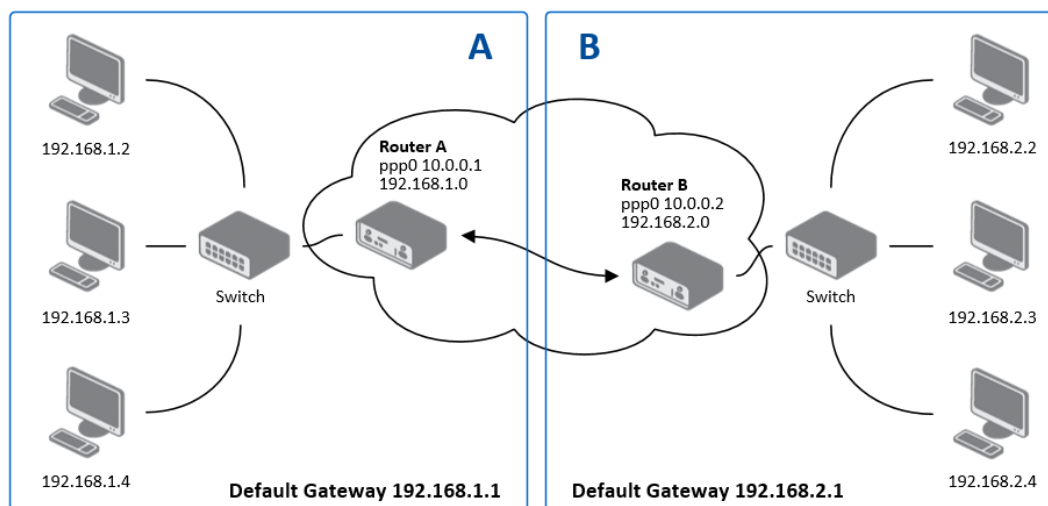 A
B
192.168.1.2
192.168.2.2
Router A
ppp0 10.0.0.1
192.168.1.0
Router B
ppp0 10.0.0.2
192.168.2.0
Switch
Switch
192.168.1.3
192.168.2.3
192.168.1.4
192.168.2.4
Default Gateway 192.168.1.1
Default Gateway 192.168.2.1